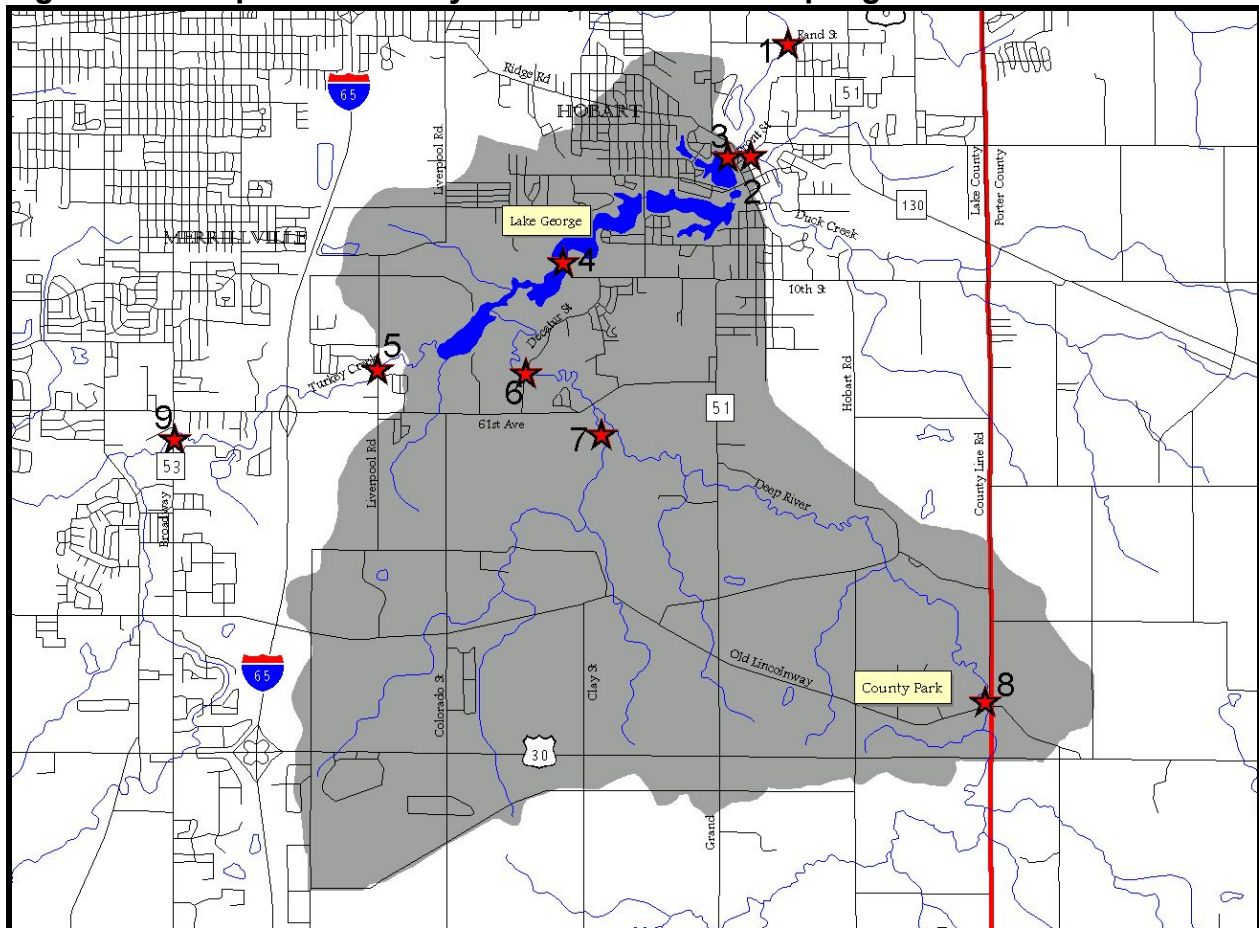 1
Rand St
Ridge Rd
65
51
HOBART
3
2
Liverpool Rd
Lake County
Porter County
130
Lake George
Duck Creek
MERRILLVILLE
4
10th St
Decatur St
5
Turkey Creek
6
Hobart Rd
51
9
61st Ave
7
53
Liverpool Rd
County Line Rd
Broadway
Deep River
Old Lincolnway
65
County Park
8
Colorado St
Clay St
30
Grand